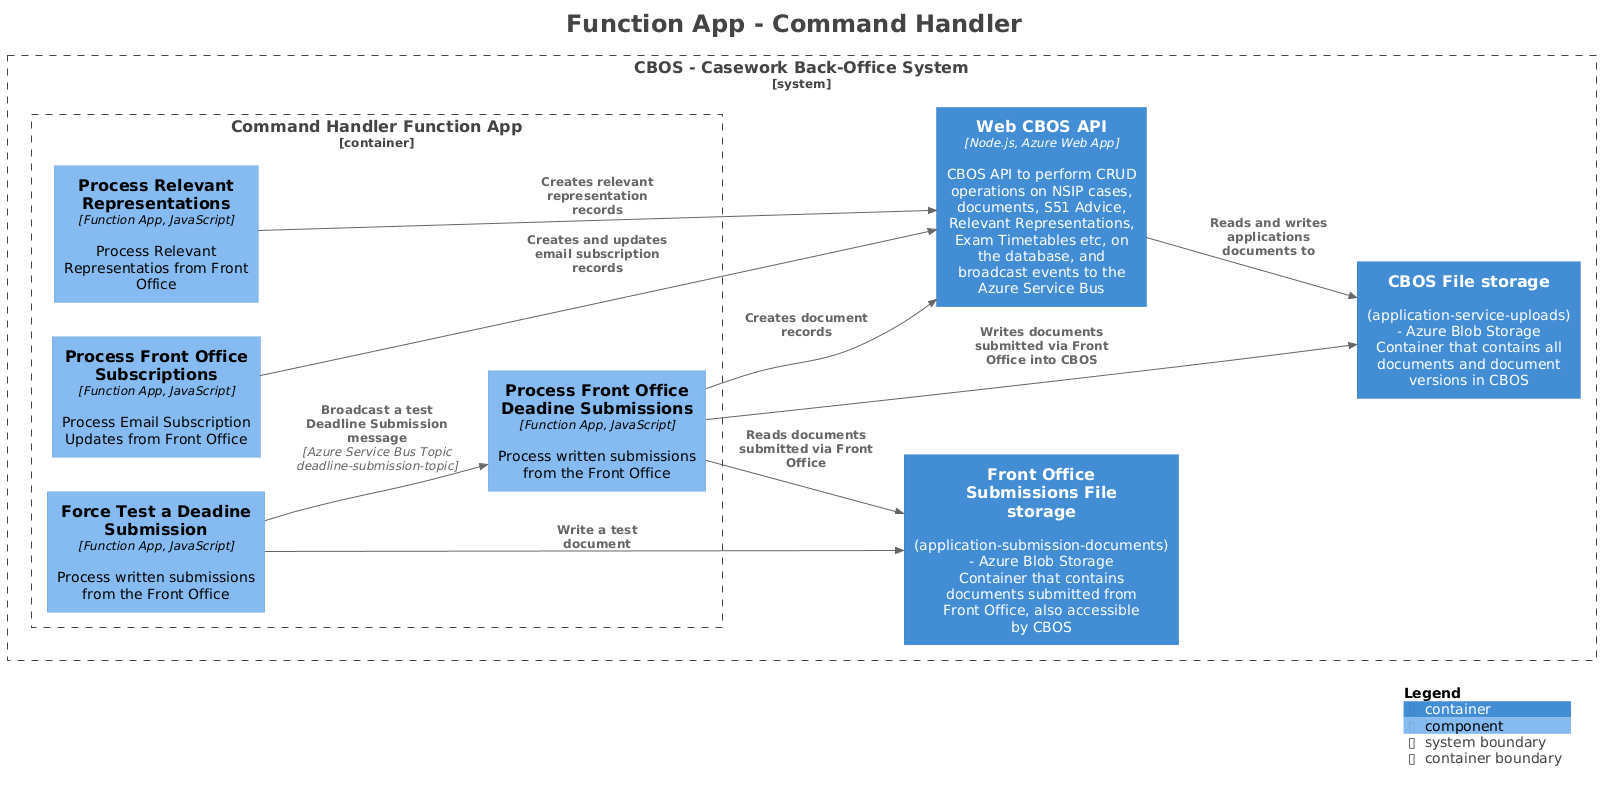 Function App - Command Handler
CBOS - Casework Back-Office System
[system]
Command Handler Function App
[container]
Process Relevant
Representations
[Function App, JavaScript]
Process Relevant
Representatios from Front
Office
Creates relevant
representation
records
Creates and updates
email subscription
records
Web CBOS API
[Node.js, Azure Web App]
CBOS API to perform CRUD
operations on NSIP cases,
documents, S51 Advice,
Relevant Representations,
Exam Timetables etc, on
the database, and
broadcast events to the
Azure Service Bus
Reads and writes
applications
documents to
CBOS File storage
(application-service-uploads)
- Azure Blob Storage
Container that contains all
documents and document
versions in CBOS
Process Front Office
Subscriptions
[Function App, JavaScript]
Process Email Subscription
Updates from Front Office
Creates document
records
Writes documents
submitted via Front
Office into CBOS
Process Front Office
Deadine Submissions
[Function App, JavaScript]
Process written submissions
from the Front Office
Broadcast a test
Deadline Submission
message
[Azure Service Bus Topic
deadline-submission-topic]
Reads documents
submitted via Front
Office
Force Test a Deadine
Submission
[Function App, JavaScript]
Process written submissions
from the Front Office
Write a test
document
Front Office
Submissions File
storage
(application-submission-documents)
- Azure Blob Storage
Container that contains
documents submitted from
Front Office, also accessible
by CBOS
Legend
container
component
system boundary
container boundary